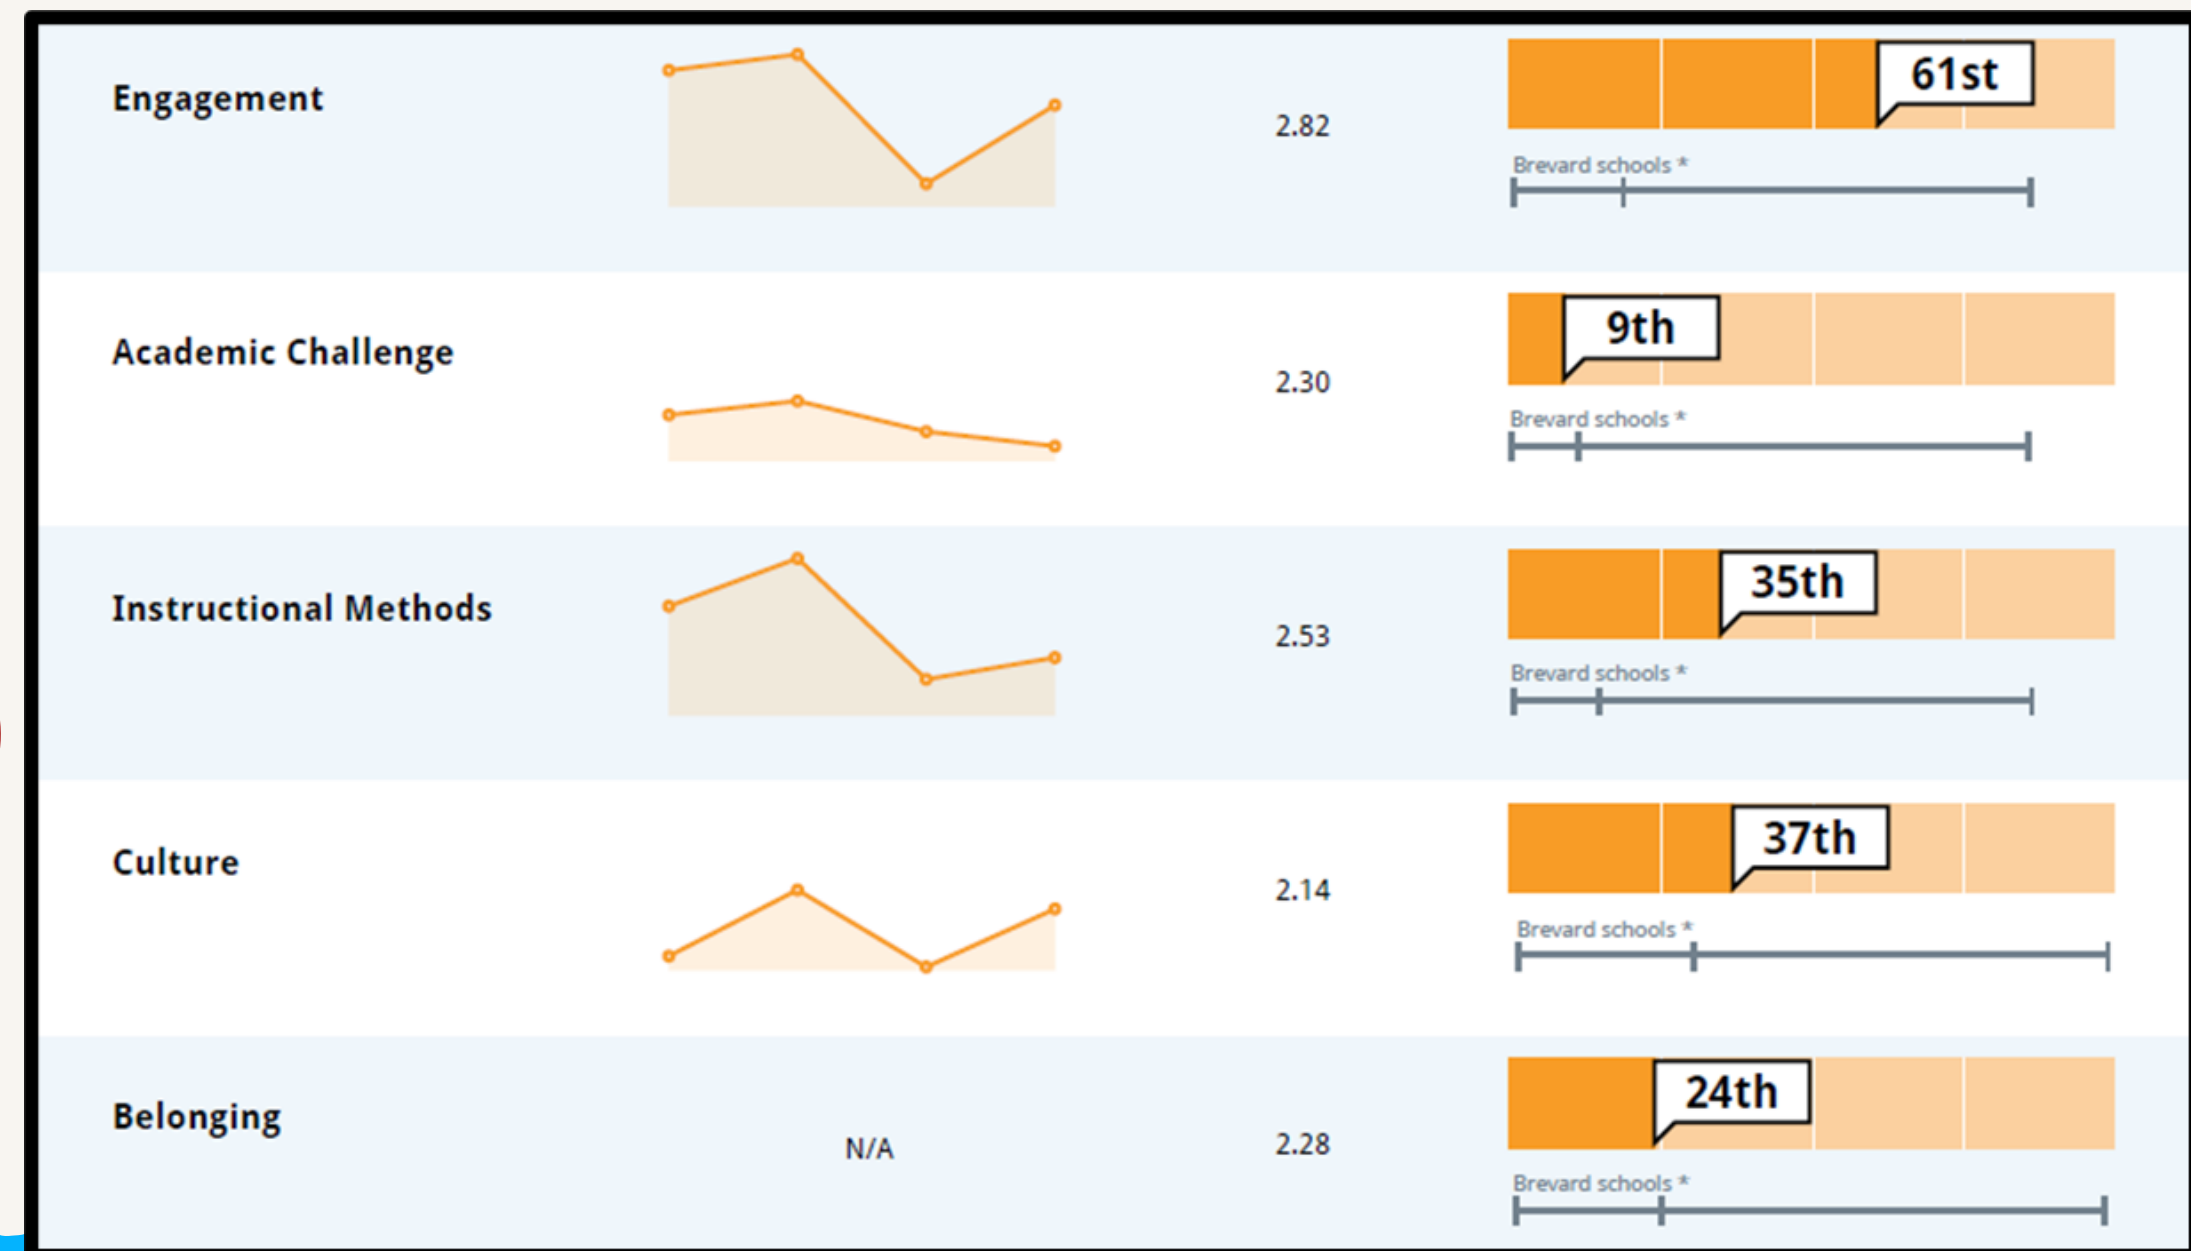 Engagement
2.82
61st
Brevard schools *
Academic Challenge
2.30
9th
Brevard schools *
Instructional Methods
2.53
35th
Brevard schools *
Culture
2.14
37th
Brevard schools *
Belonging
N/A
2.28
24th
Brevard schools *